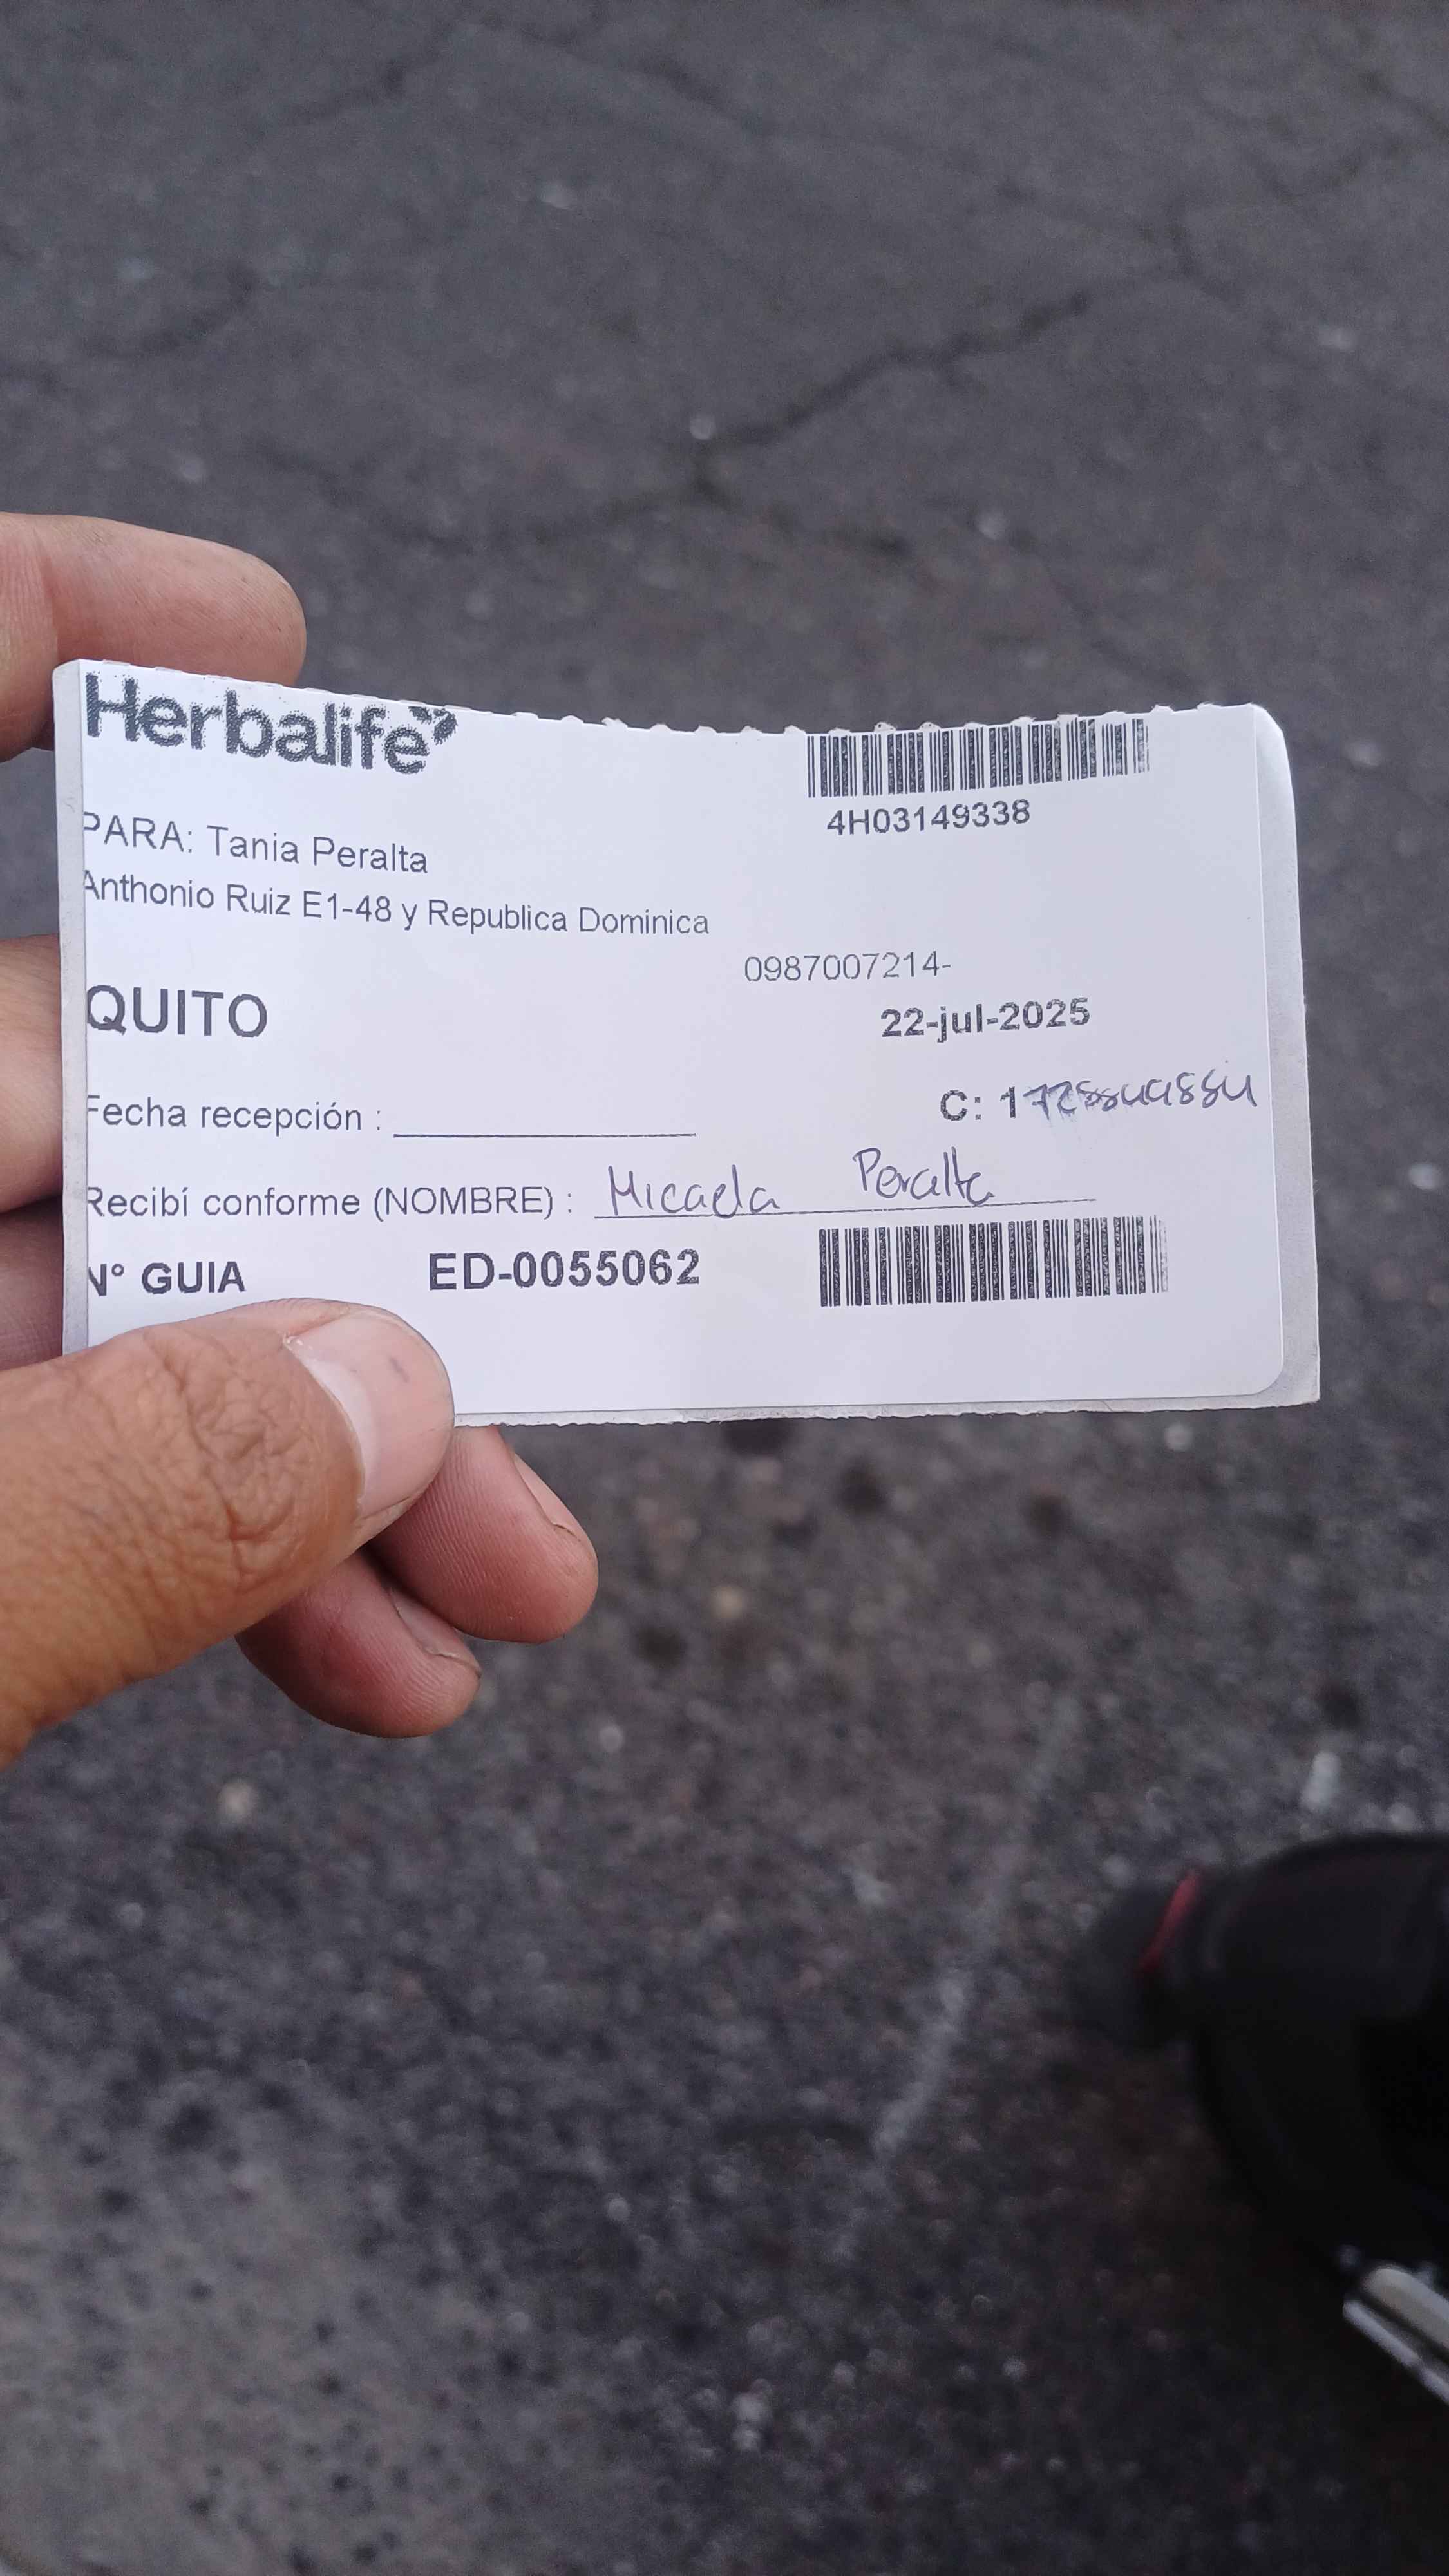 Herbalife
4H03149338
PARA: Tania Peralta
Anthonio Ruiz E1-48 y Republica Dominica
0987007214-
QUITO
22-jul-2025
Fecha recepción :
C:
Recibí conforme (NOMBRE) : Micaela Peralta
N° GUIA ED-0055062